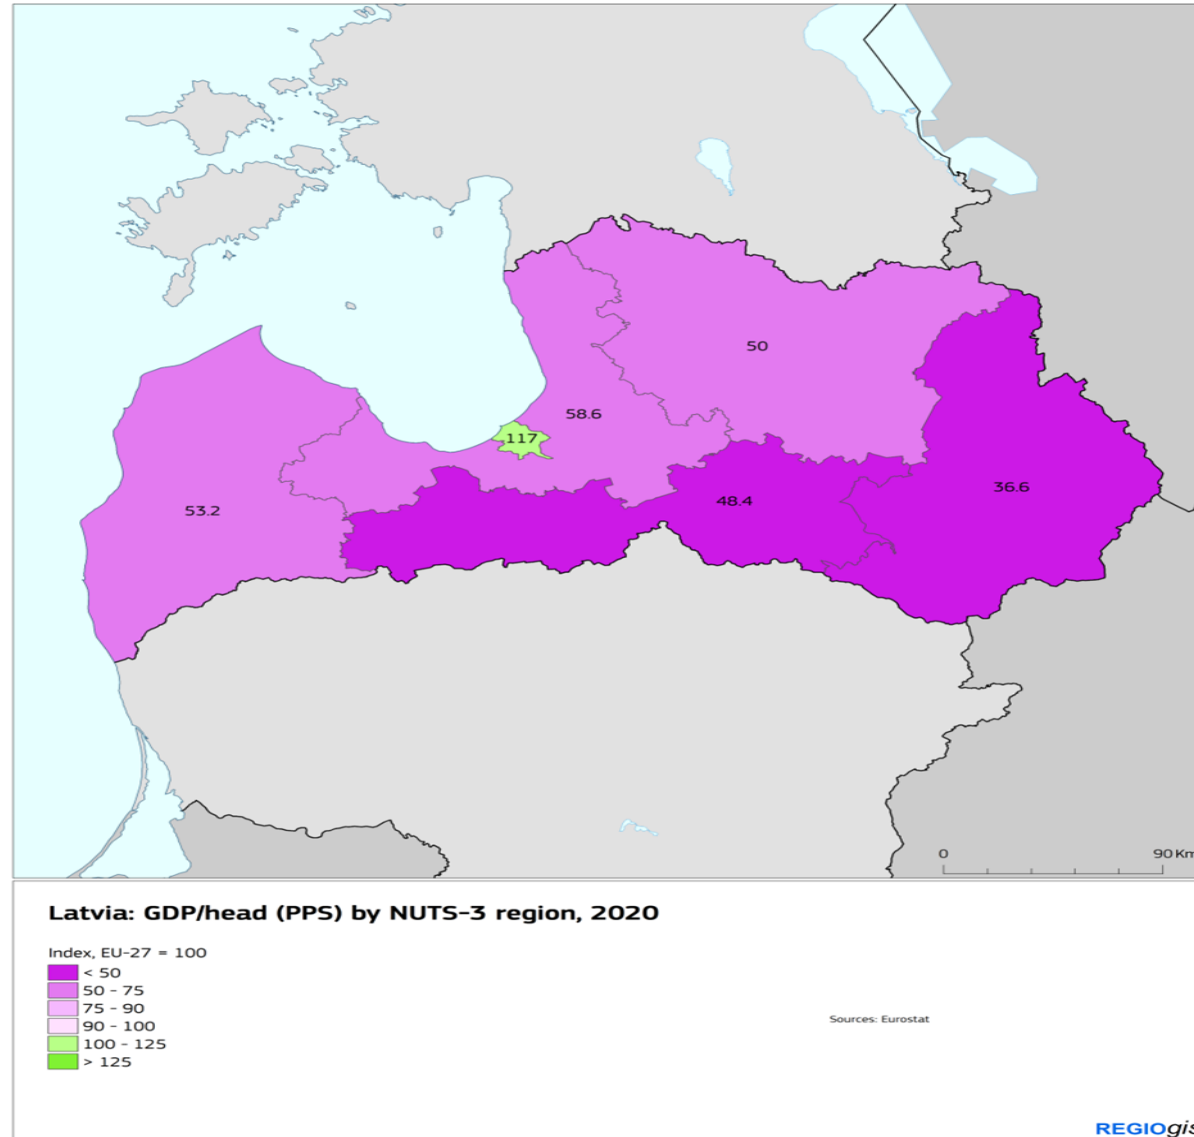 50
58.6
117
36.6
48.4
53.2
0 90 Km
Latvia: GDP/head (PPS) by NUTS-3 region, 2020
Index, EU-27 = 100
< 50
50 - 75
75 - 90
90 - 100
100 - 125
> 125
Sources: Eurostat
REGIOgis